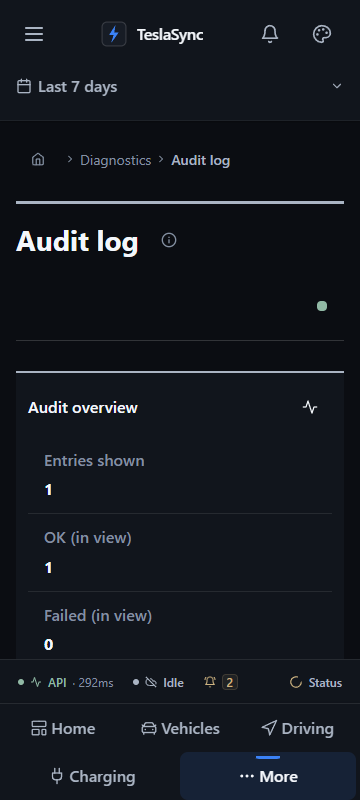 TeslaSync
Last 7 days
Diagnostics
Audit log
Audit log
Audit overview
Entries shown
1
OK (in view)
1
Failed (in view)
0
API · 292ms
Idle
2
Status
Home
Vehicles
Driving
Charging
More